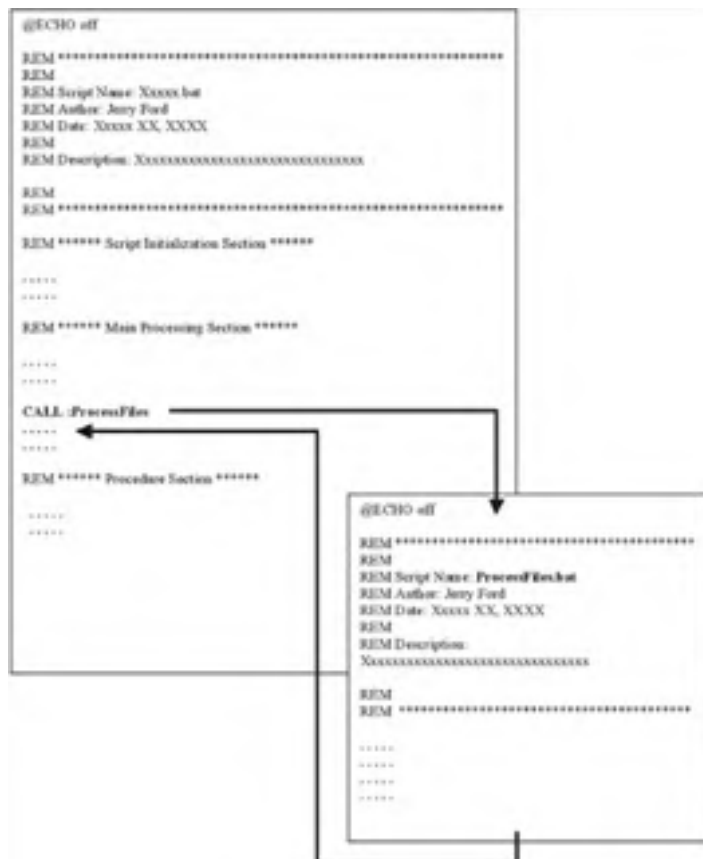 @ECHO off
REM **************************************************************
REM
REM Script Name: Xxxxx.bat
REM Author: Jerry Ford
REM Date: Xxxxx XX, XXXX
REM
REM Description: Xxxxxxxxxxxxxxxxxxxxxxxxxxxxxxx
REM
REM **************************************************************
REM ****** Script Initialization Section ******
.....
.....
REM ****** Main Processing Section ******
.....
.....
CALL :ProcessFiles
.....
.....
REM ****** Procedure Section ******
.....
.....
@ECHO off
REM *****************************************
REM
REM Script Name: ProcessFiles.bat
REM Author: Jerry Ford
REM Date: Xxxxx XX, XXXX
REM
REM Description:
Xxxxxxxxxxxxxxxxxxxxxxxxxxxxxxx
REM
REM ****************************************
.....
.....
.....
.....